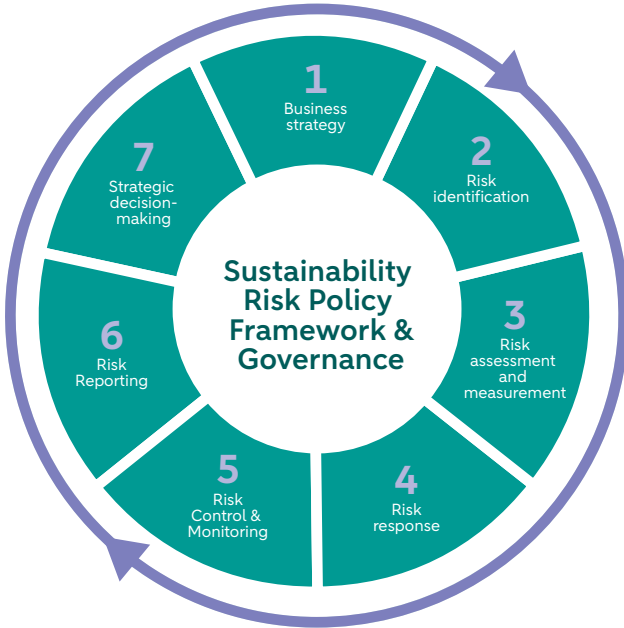 1
Business
strategy
2
Risk
identification
3
Risk
assessment
and
measurement
4
Risk
response
5
Risk
Control &
Monitoring
6
Risk
Reporting
7
Strategic
decision-
making
Sustainability
Risk Policy
Framework &
Governance